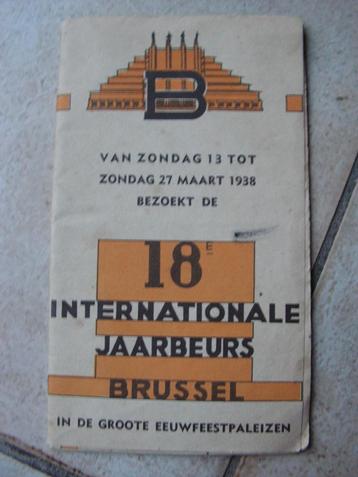 B
VAN ZONDAG 13 TOT
ZONDAG 27 MAART 1938
BEZOEKT DE
18E
INTERNATIONALE
JAARBEURS
BRUSSEL
IN DE GROOTE EEUWFEESTPALEIZEN